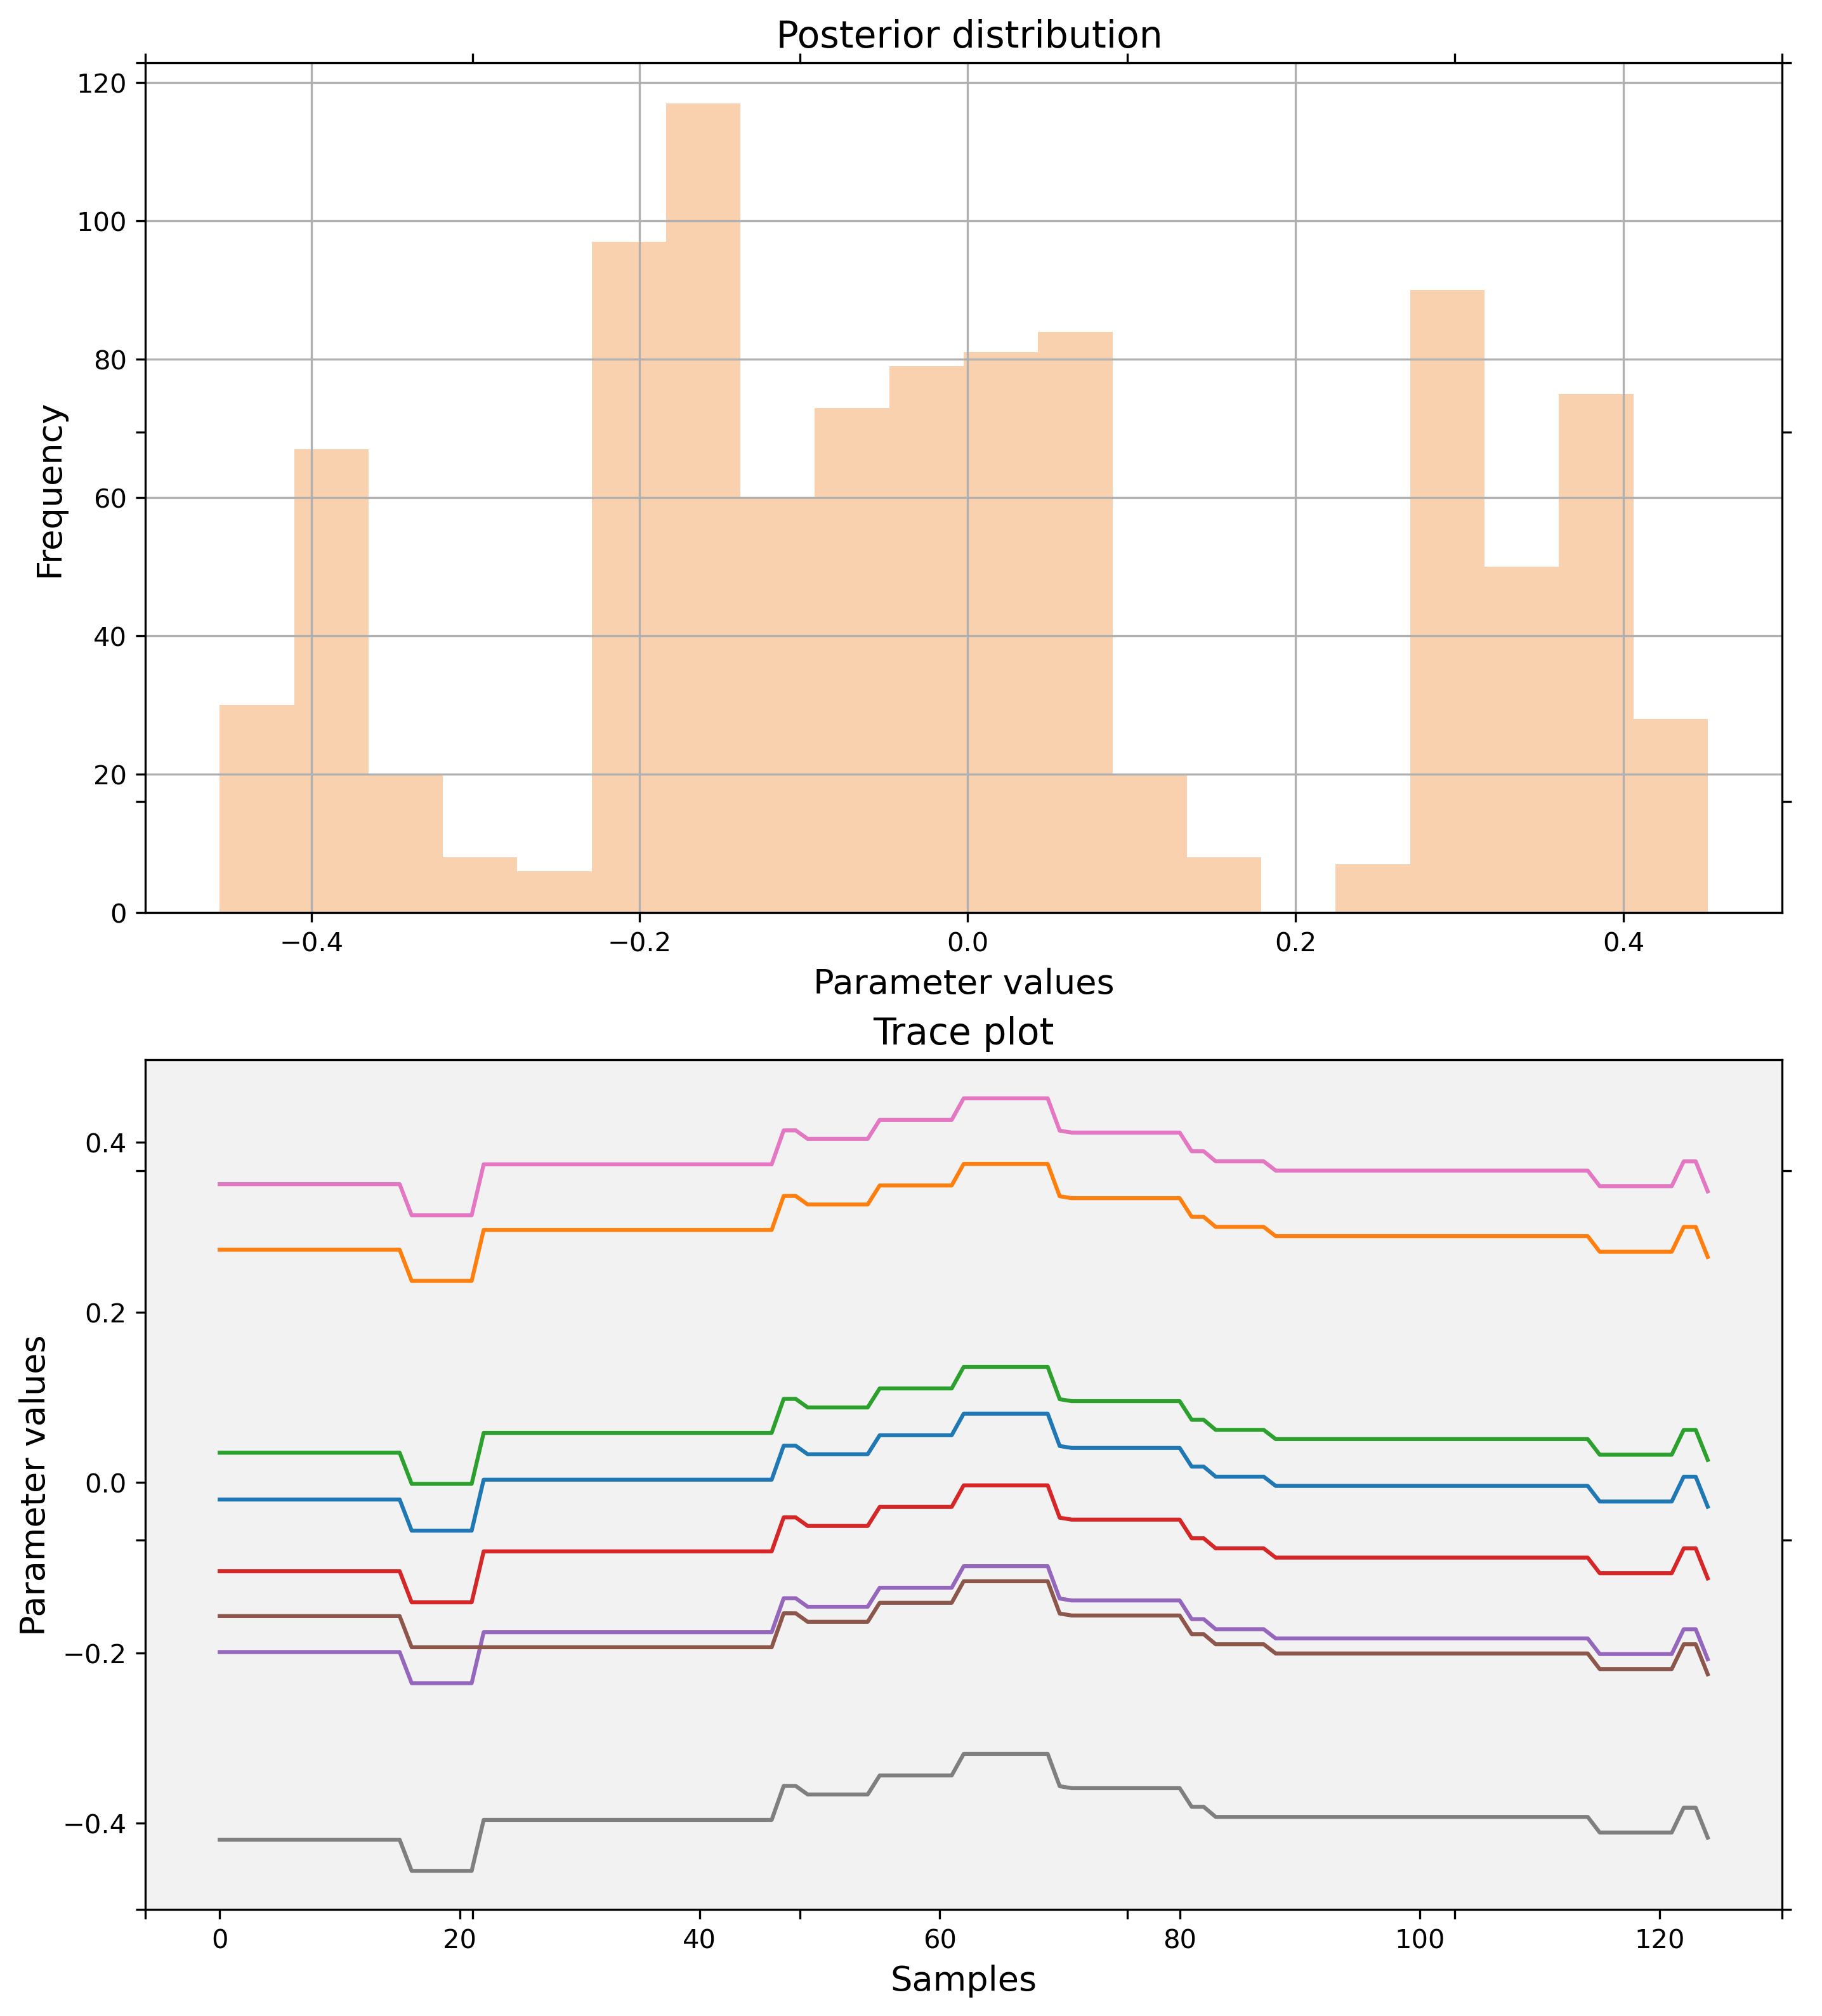 Posterior distribution
120
100
80
60
40
20
0
Frequency
−0.4 −0.2 0.0 0.2 0.4
Parameter values
Trace plot
0.4
0.2
0.0
−0.2
−0.4
Parameter values
0 20 40 60 80 100 120
Samples